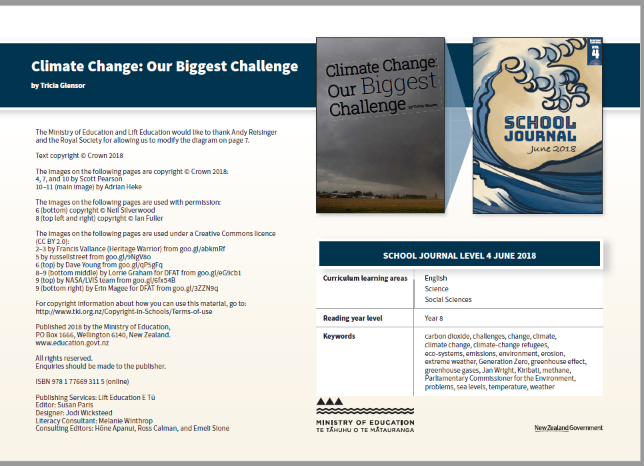 Climate Change: Our Biggest Challenge
by Tricia Glensor
The Ministry of Education and Lift Education would like to thank Andy Reisinger
and the Royal Society for allowing us to modify the diagram on page 7.
Text copyright © Crown 2018
The images on the following pages are copyright © Crown 2018:
4, 7, and 10 by Scott Pearson
10–11 (main image) by Adrian Heke
The images on the following pages are used with permission:
6 (bottom) copyright © Neil Silverwood
8 (top left and right) copyright © Ian Fuller
The images on the following pages are used under a Creative Commons licence
(CC BY 2.0):
2–3 by Francis Vallance (Heritage Warrior) from goo.gl/abkmRf
5 by russellstreet from goo.gl/9NgV8o
6 (top) by Dave Young from goo.gl/qP5gFq
8–9 (bottom middle) by Lorrie Graham for DFAT from goo.gl/eG9cb1
9 (top) by NASA/LVIS team from goo.gl/6fx54B
9 (bottom right) by Erin Magee for DFAT from goo.gl/3ZZN9q
For copyright information about how you can use this material, go to:
http://www.tki.org.nz/Copyright-in-Schools/Terms-of-use
Published 2018 by the Ministry of Education,
PO Box 1666, Wellington 6140, New Zealand.
www.education.govt.nz
All rights reserved.
Enquiries should be made to the publisher.
ISBN 978 1 77669 311 5 (online)
Publishing Services: Lift Education E Tū
Editor: Susan Paris
Designer: Jodi Wicksteed
Literacy Consultant: Melanie Winthrop
Consulting Editors: Hōne Apanui, Ross Calman, and Emeli Sione
Climate Change:
Our Biggest
Challenge by Tricia Glensor
LEVEL
4
SCHOOL
JOURNAL
June 2018
SCHOOL JOURNAL LEVEL 4 JUNE 2018
Curriculum learning areas
English
Science
Social Sciences
Reading year level
Year 8
Keywords
carbon dioxide, challenges, change, climate,
climate change, climate-change refugees,
eco-systems, emissions, environment, erosion,
extreme weather, Generation Zero, greenhouse effect,
greenhouse gases, Jan Wright, Kiribati, methane,
Parliamentary Commissioner for the Environment,
problems, sea levels, temperature, weather
MINISTRY OF EDUCATION
TE TĀHUHU O TE MĀTAURANGA
New Zealand Government